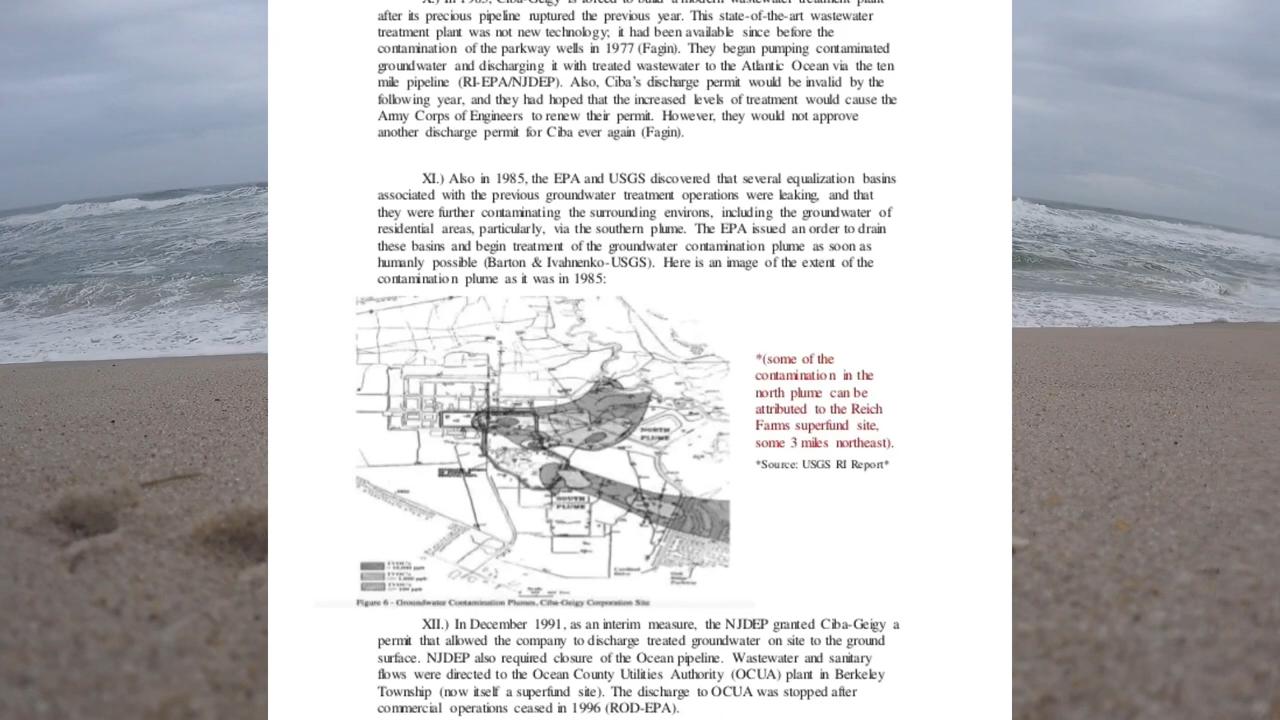 X.) In 1985, Ciba-Geigy is forced to build a modern wastewater treatment plant
after its precious pipeline ruptured the previous year. This state-of-the-art wastewater
treatment plant was not new technology; it had been available since before the
contamination of the parkway wells in 1977 (Fagin). They began pumping contaminated
groundwater and discharging it with treated wastewater to the Atlantic Ocean via the ten
mile pipeline (RI-EPA/NJDEP). Also, Ciba's discharge permit would be invalid by the
following year, and they had hoped that the increased levels of treatment would cause the
Army Corps of Engineers to renew their permit. However, they would not approve
another discharge permit for Ciba ever again (Fagin).
XI.) Also in 1985, the EPA and USGS discovered that several equalization basins
associated with the previous groundwater treatment operations were leaking, and that
they were further contaminating the surrounding environs, including the groundwater of
residential areas, particularly, via the southern plume. The EPA issued an order to drain
these basins and begin treatment of the groundwater contamination plume as soon as
humanly possible (Barton & Ivahnenko-USGS). Here is an image of the extent of the
contamination plume as it was in 1985:
NORTH
PLUME
SOUTH
PLUME
*(some of the
contamination in the
north plume can be
attributed to the Reich
Farms superfund site,
some 3 miles northeast).
*Source: USGS RI Report*
Figure 6 - Groundwater Contamination Plumes, Ciba-Geigy Corporation Site
XII.) In December 1991, as an interim measure, the NJDEP granted Ciba-Geigy a
permit that allowed the company to discharge treated groundwater on site to the ground
surface. NJDEP also required closure of the Ocean pipeline. Wastewater and sanitary
flows were directed to the Ocean County Utilities Authority (OCUA) plant in Berkeley
Township (now itself a superfund site). The discharge to OCUA was stopped after
commercial operations ceased in 1996 (ROD-EPA).